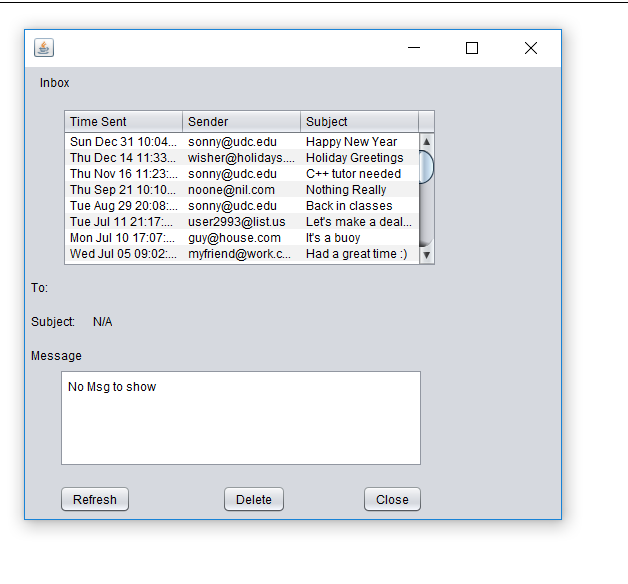 Inbox
Time Sent Sender Subject
Sun Dec 31 10:04... sonny@udc.edu Happy New Year
Thu Dec 14 11:33... wisher@holidays.... Holiday Greetings
Thu Nov 16 11:23:... sonny@udc.edu C++ tutor needed
Thu Sep 21 10:10... noone@nil.com Nothing Really
Tue Aug 29 20:08:... sonny@udc.edu Back in classes
Tue Jul 11 21:17:... user2993@list.us Let's make a deal...
Mon Jul 10 17:07:... guy@house.com It's a buoy
Wed Jul 05 09:02:... myfriend@work.c... Had a great time :)
To:
Subject: N/A
Message
No Msg to show
Refresh Delete Close